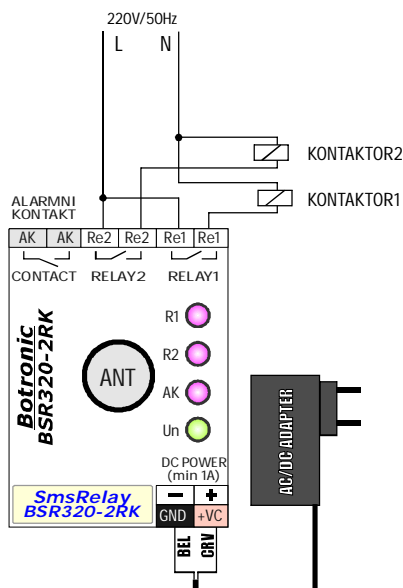 220V/50Hz
L N
KONTAKTOR2
KONTAKTOR1
ALARMNI
KONTAKT
AK AK Re2 Re2 Re1 Re1
CONTACT RELAY2 RELAY1
R1
R2
AK
Un
ANT
Botronic
BSR320-2RK
DC POWER
(min 1A)
SmsRelay
BSR320-2RK
− +
GND +VC
BEL CRV
AC/DC ADAPTER